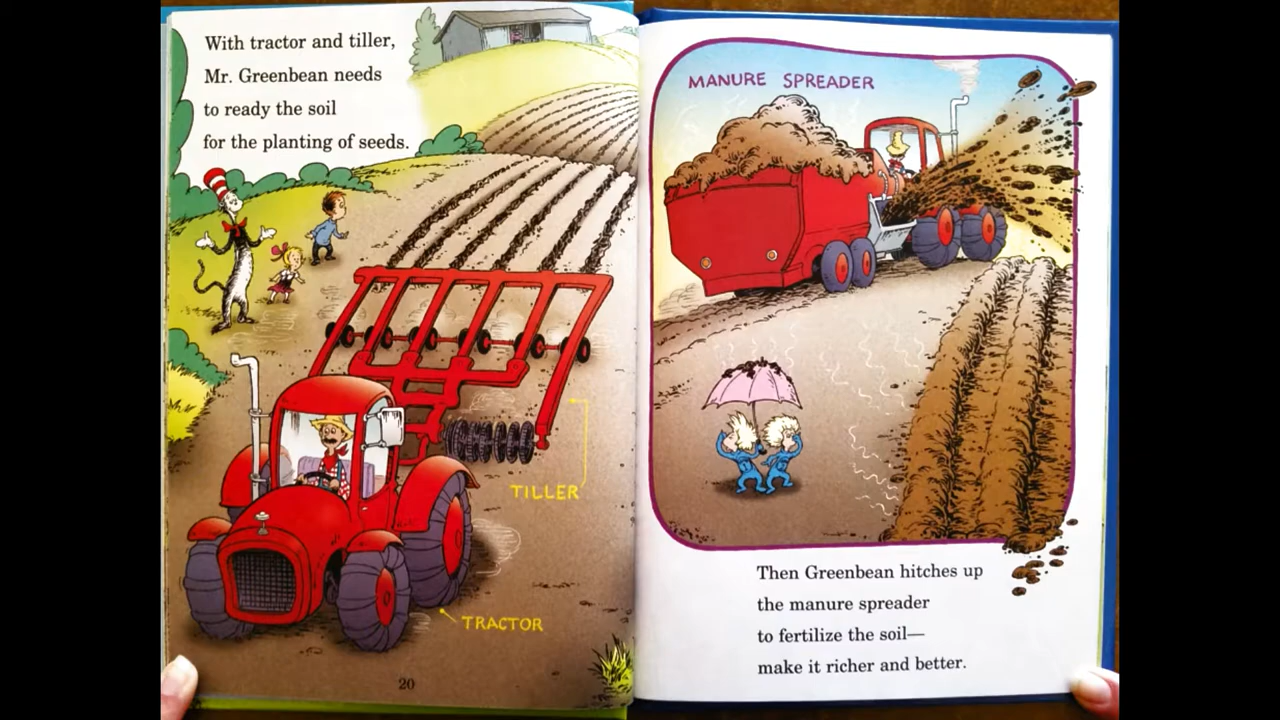 With tractor and tiller,
Mr. Greenbean needs
to ready the soil
for the planting of seeds.
TILLER
TRACTOR
20
MANURE SPREADER
Then Greenbean hitches up
the manure spreader
to fertilize the soil—
make it richer and better.